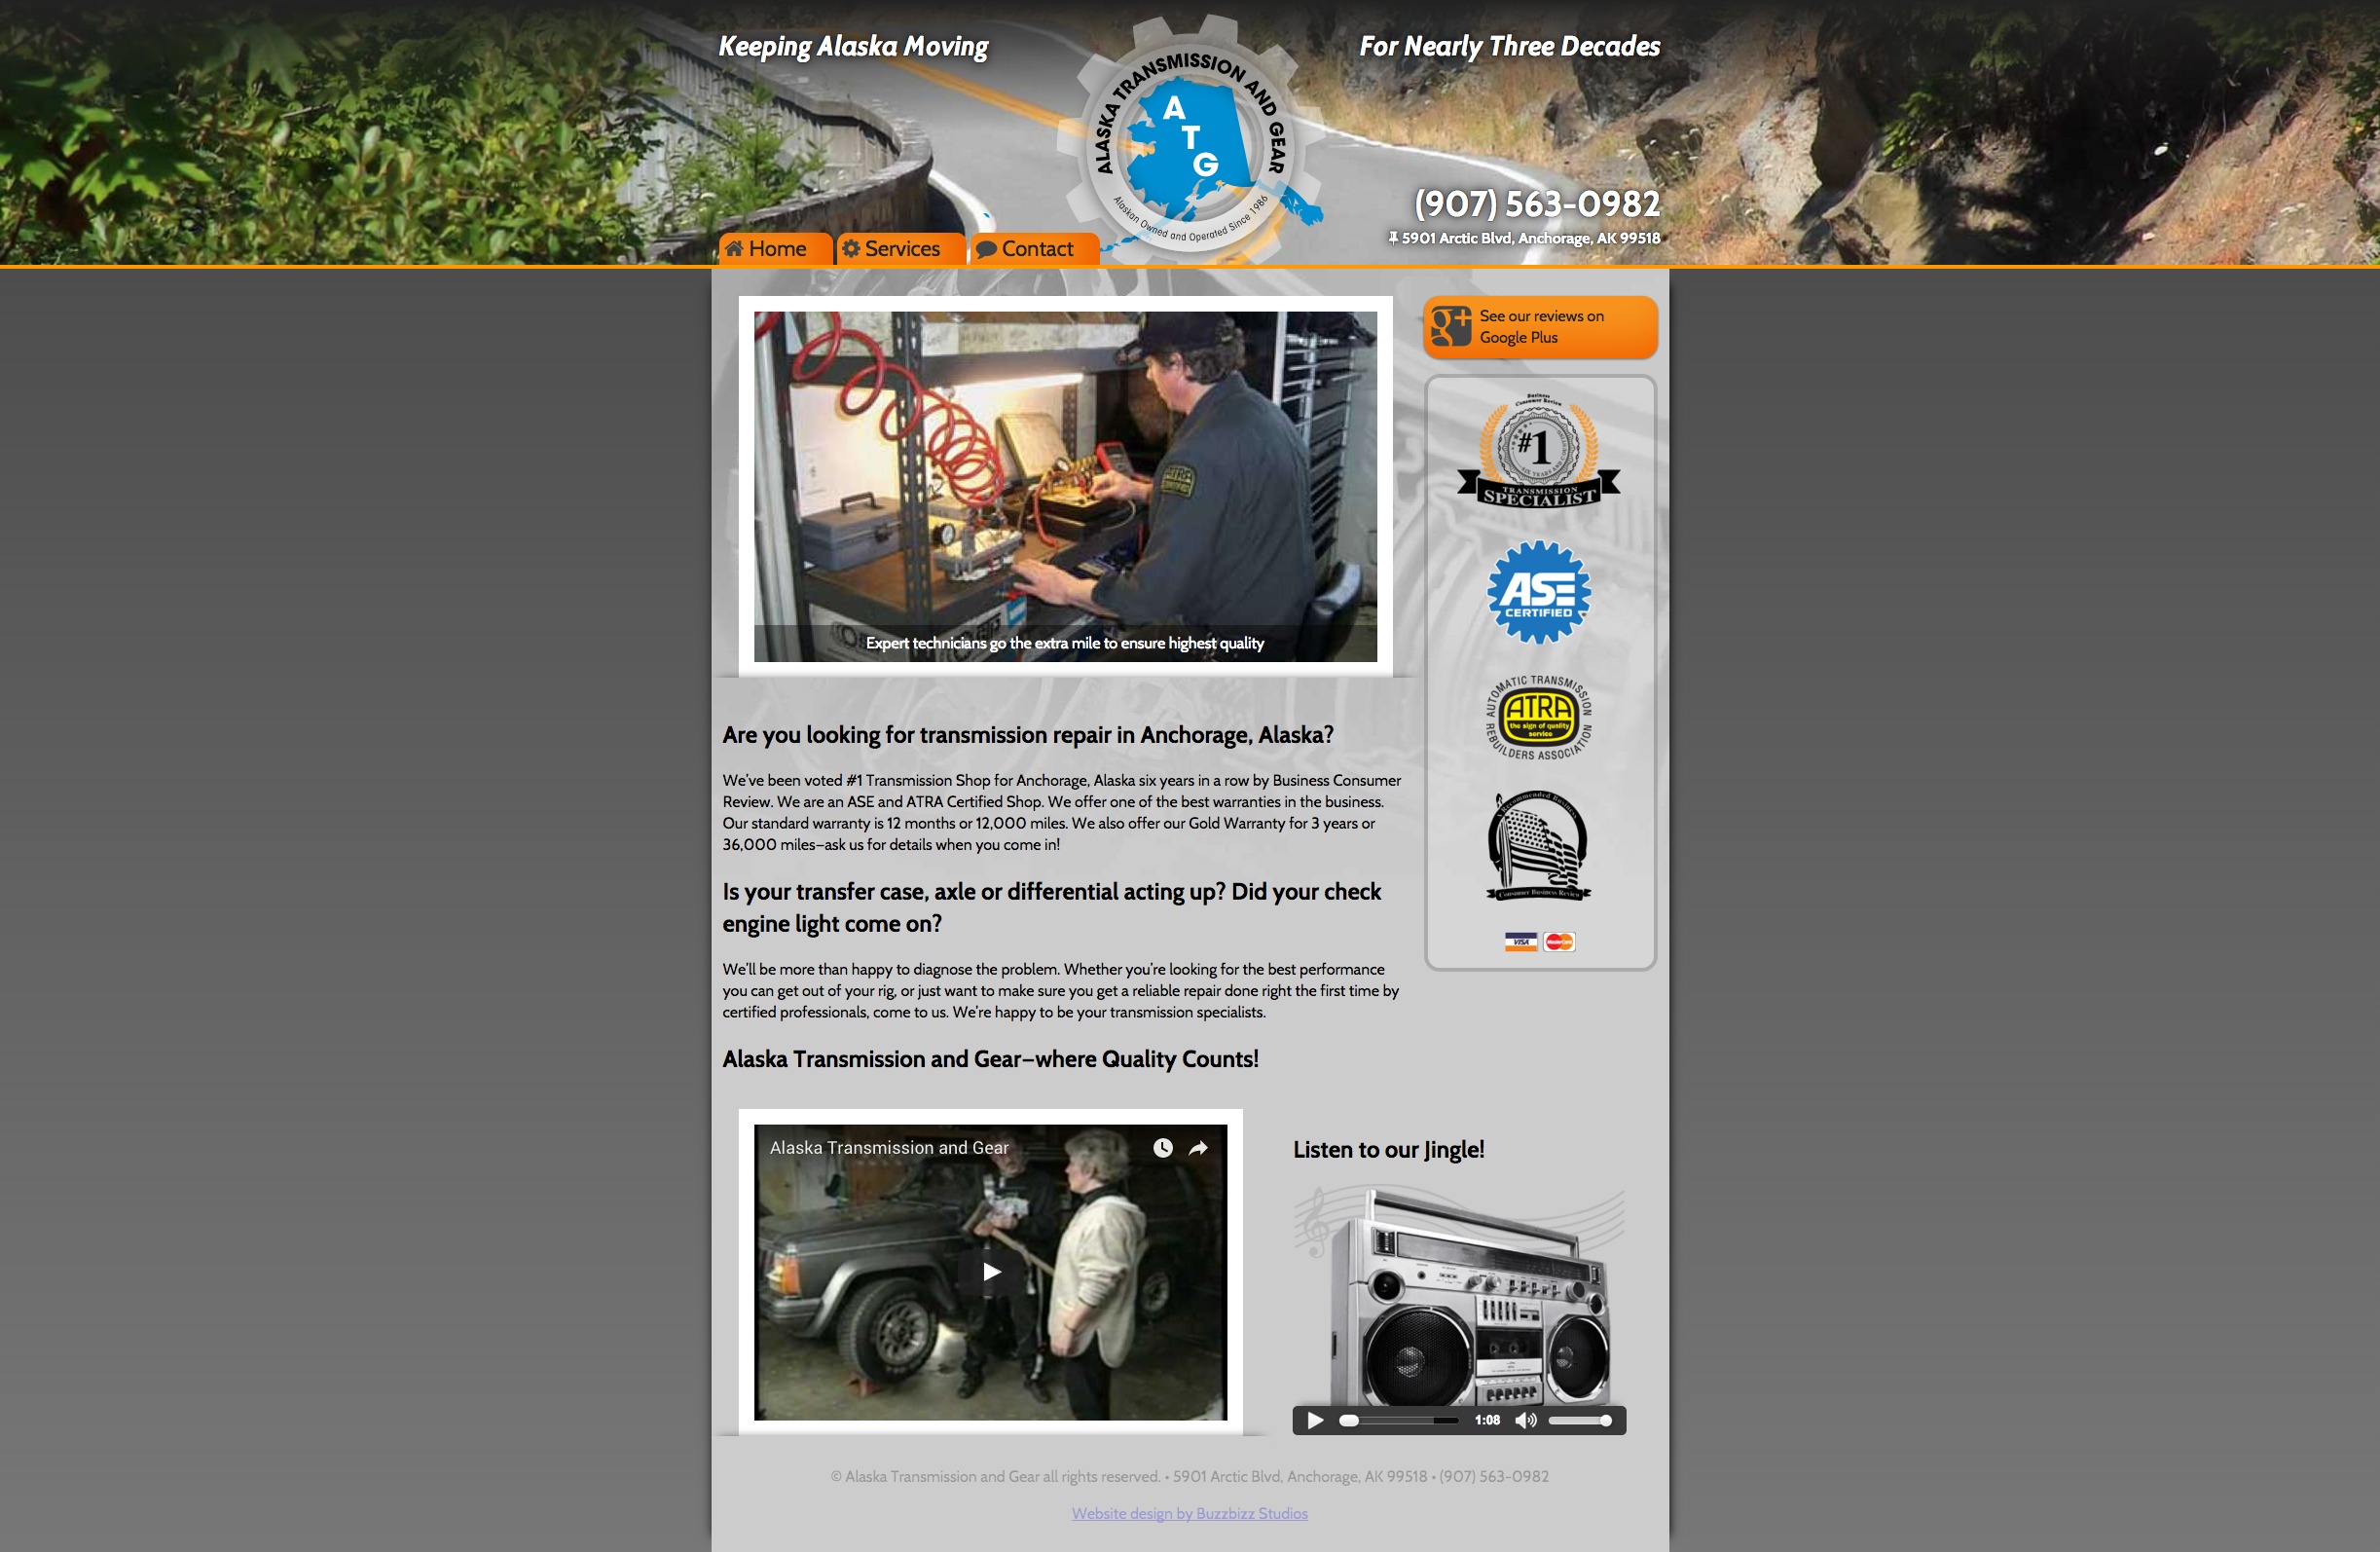 Keeping Alaska Moving
For Nearly Three Decades
ALASKA TRANSMISSION AND GEAR
A
T
G
Alaskan Owned and Operated Since 1986
(907) 563-0982
5901 Arctic Blvd, Anchorage, AK 99518
Home
Services
Contact
Expert technicians go the extra mile to ensure highest quality
See our reviews on
Google Plus
Business
Consumer Review
#1
TRANSMISSION
SPECIALIST
ASE
CERTIFIED
AUTOMATIC TRANSMISSION
ATRA
the sign of quality
service
REBUILDERS ASSOCIATION
A Recommended Business
Consumer Business Review
VISA
MasterCard
Are you looking for transmission repair in Anchorage, Alaska?
We've been voted #1 Transmission Shop for Anchorage, Alaska six years in a row by Business Consumer
Review. We are an ASE and ATRA Certified Shop. We offer one of the best warranties in the business.
Our standard warranty is 12 months or 12,000 miles. We also offer our Gold Warranty for 3 years or
36,000 miles–ask us for details when you come in!
Is your transfer case, axle or differential acting up? Did your check
engine light come on?
We'll be more than happy to diagnose the problem. Whether you're looking for the best performance
you can get out of your rig, or just want to make sure you get a reliable repair done right the first time by
certified professionals, come to us. We're happy to be your transmission specialists.
Alaska Transmission and Gear–where Quality Counts!
Alaska Transmission and Gear
Listen to our Jingle!
1:08
© Alaska Transmission and Gear all rights reserved. • 5901 Arctic Blvd, Anchorage, AK 99518 • (907) 563-0982
Website design by Buzzbizz Studios